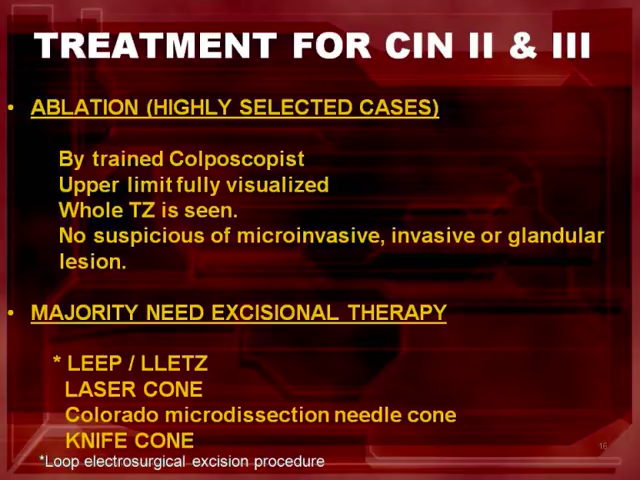 TREATMENT FOR CIN II & III
• ABLATION (HIGHLY SELECTED CASES)
By trained Colposcopist
Upper limit fully visualized
Whole TZ is seen.
No suspicious of microinvasive, invasive or glandular
lesion.
• MAJORITY NEED EXCISIONAL THERAPY
* LEEP / LLETZ
LASER CONE
Colorado microdissection needle cone
KNIFE CONE
*Loop electrosurgical excision procedure
16